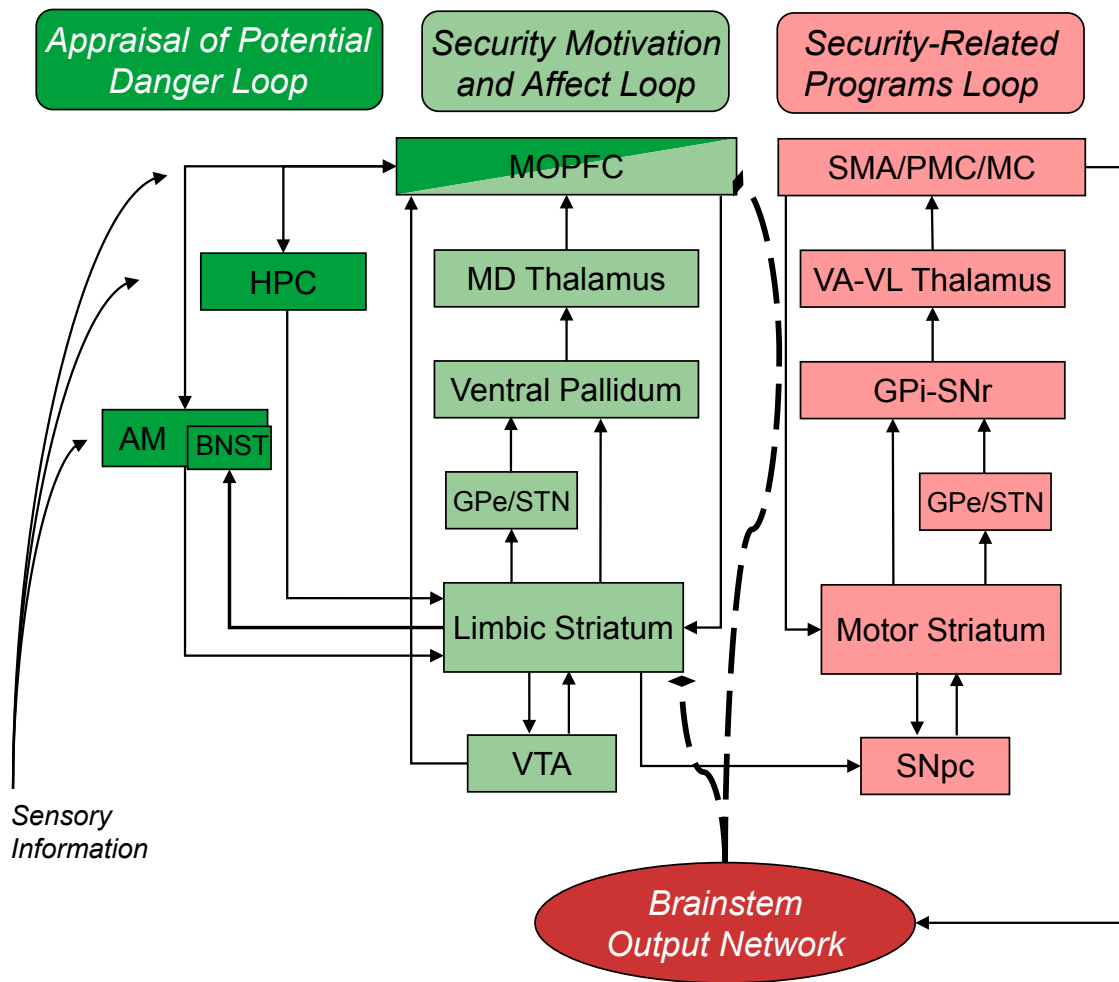 Appraisal of Potential
Danger Loop
Security Motivation
and Affect Loop
Security-Related
Programs Loop
MOPFC
SMA/PMC/MC
HPC
MD Thalamus
VA-VL Thalamus
Ventral Pallidum
GPi-SNr
AM
BNST
GPe/STN
GPe/STN
Limbic Striatum
Motor Striatum
VTA
SNpc
Sensory
Information
Brainstem
Output Network